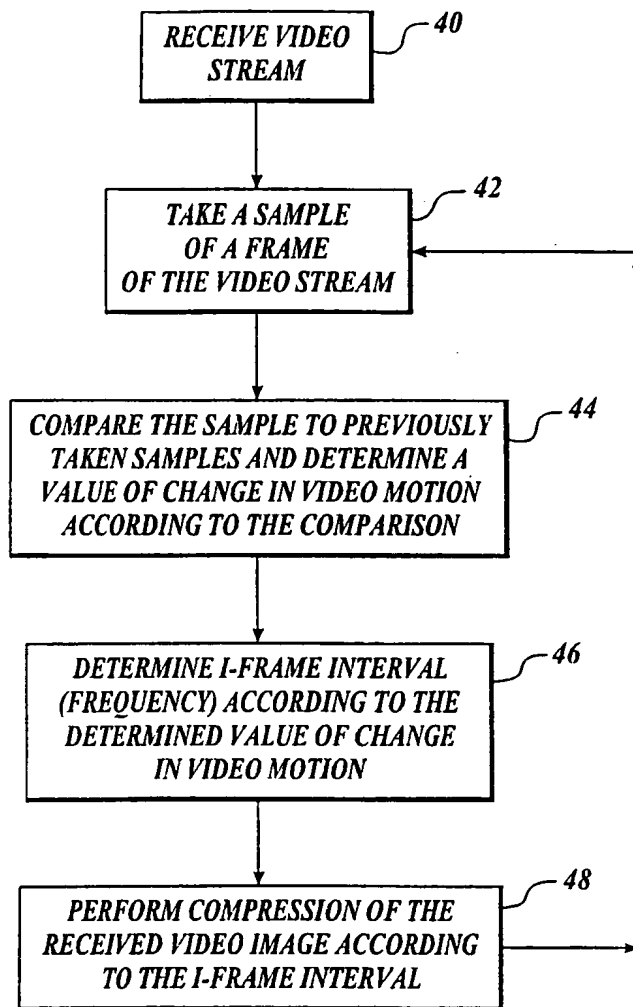 RECEIVE VIDEO
STREAM
40
TAKE A SAMPLE
OF A FRAME
OF THE VIDEO STREAM
42
COMPARE THE SAMPLE TO PREVIOUSLY
TAKEN SAMPLES AND DETERMINE A
VALUE OF CHANGE IN VIDEO MOTION
ACCORDING TO THE COMPARISON
44
DETERMINE I-FRAME INTERVAL
(FREQUENCY) ACCORDING TO THE
DETERMINED VALUE OF CHANGE
IN VIDEO MOTION
46
PERFORM COMPRESSION OF THE
RECEIVED VIDEO IMAGE ACCORDING
TO THE I-FRAME INTERVAL
48